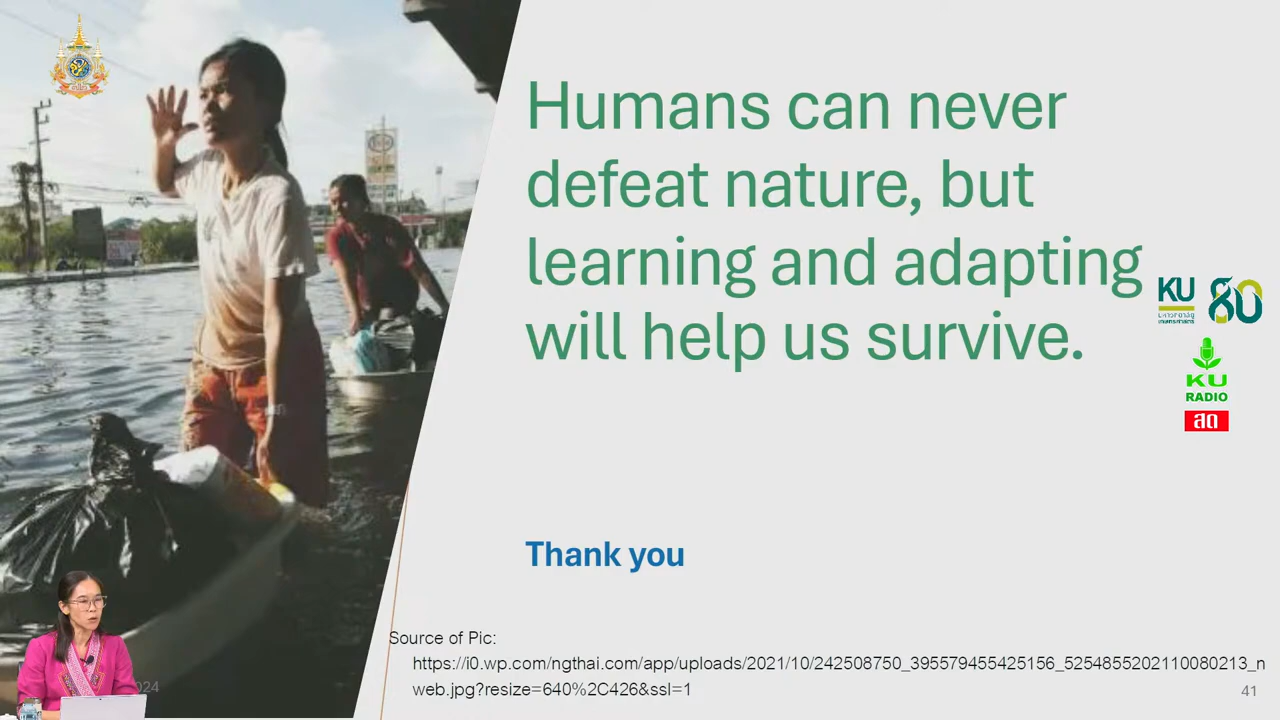 Humans can never
defeat nature, but
learning and adapting
will help us survive.
KU 80
KU
RADIO
สด
Thank you
Source of Pic:
https://i0.wp.com/ngthai.com/app/uploads/2021/10/242508750_395579455425156_5254855202110080213_n
web.jpg?resize=640%2C426&ssl=1
024
41